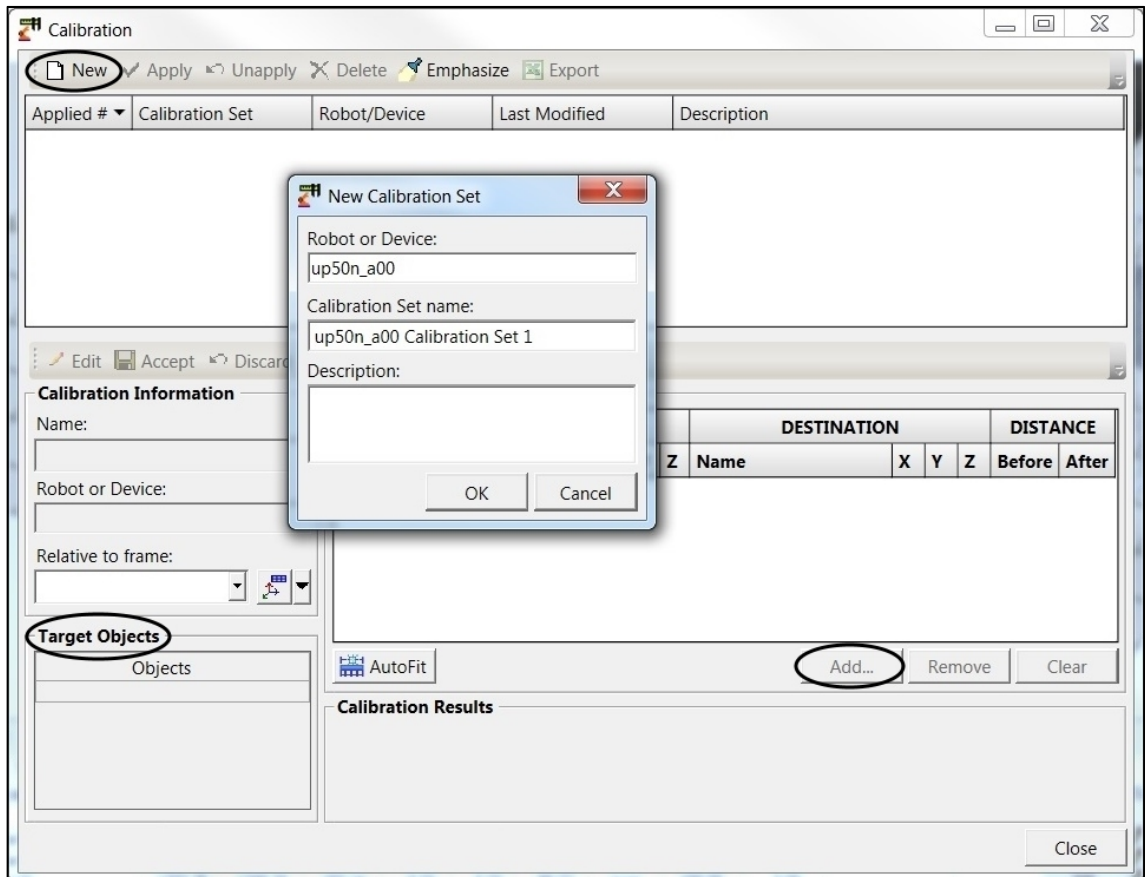 Calibration
New Apply Unapply Delete Emphasize Export
Applied # Calibration Set Robot/Device Last Modified Description
New Calibration Set
Robot or Device:
up50n_a00
Calibration Set name:
up50n_a00 Calibration Set 1
Description:
OK Cancel
Edit Accept
Calibration Information
Name:
Robot or Device:
Relative to frame:
DESTINATION DISTANCE
Z Name X Y Z Before After
Target Objects
Objects
AutoFit Add... Remove Clear
Calibration Results
Close